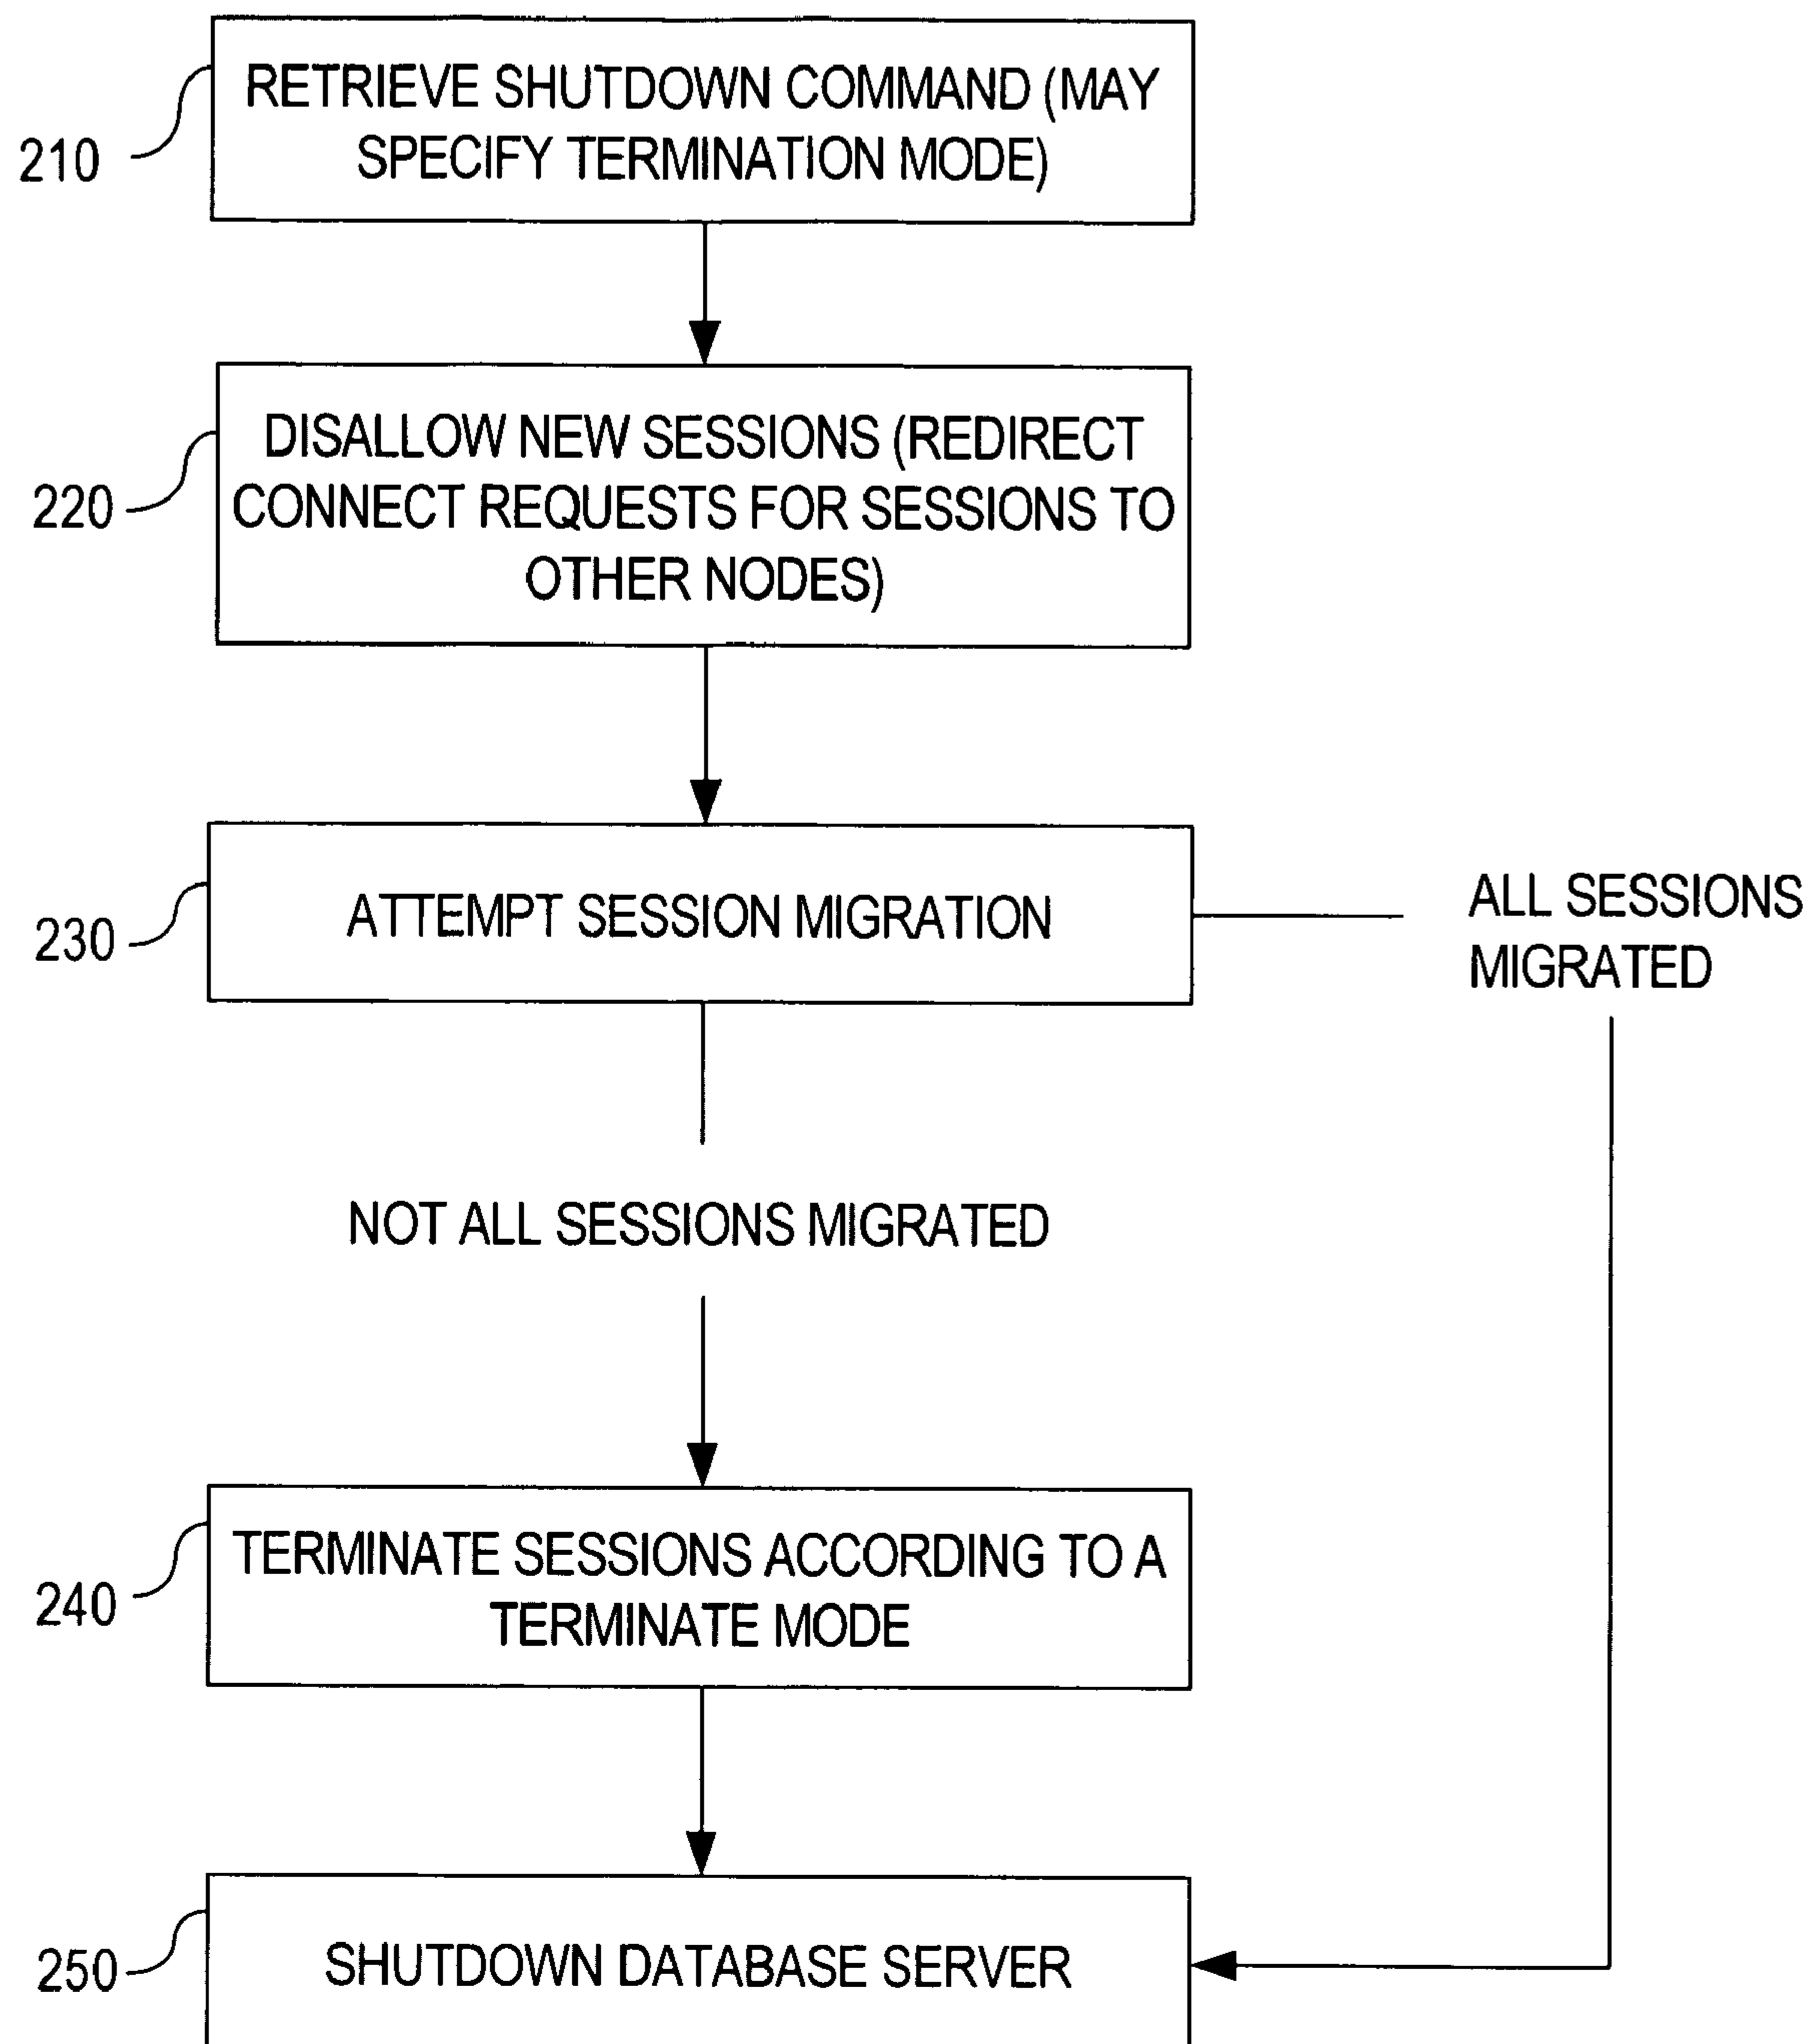 RETRIEVE SHUTDOWN COMMAND (MAY
SPECIFY TERMINATION MODE)
210
DISALLOW NEW SESSIONS (REDIRECT
CONNECT REQUESTS FOR SESSIONS TO
OTHER NODES)
220
ATTEMPT SESSION MIGRATION
230
ALL SESSIONS
MIGRATED
NOT ALL SESSIONS MIGRATED
TERMINATE SESSIONS ACCORDING TO A
TERMINATE MODE
240
SHUTDOWN DATABASE SERVER
250